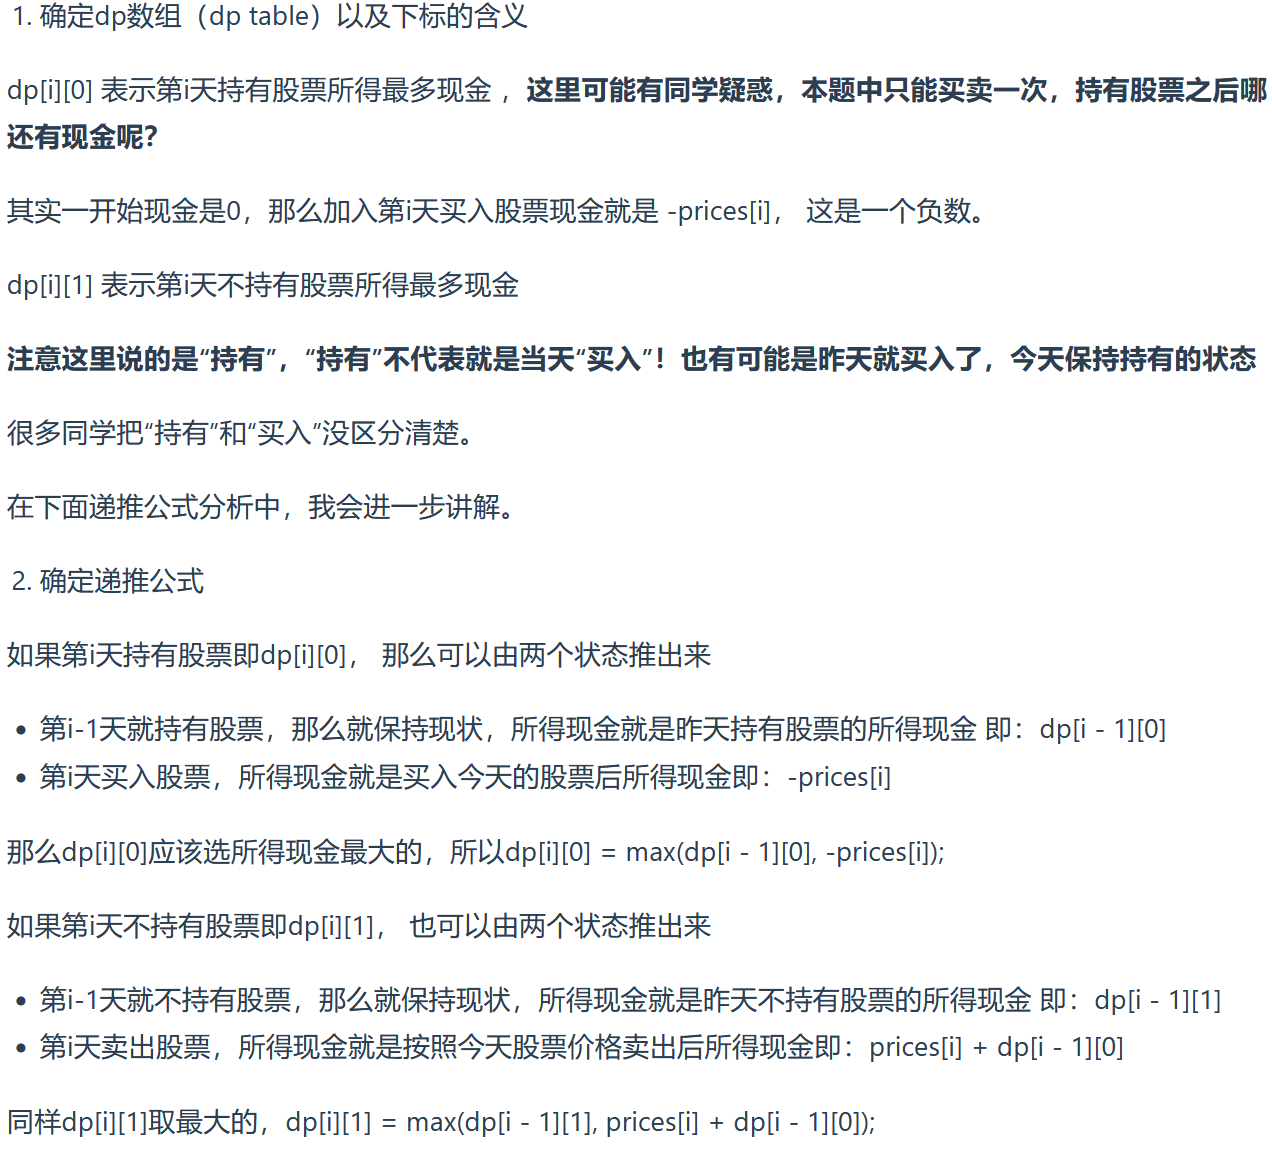 1. 确定dp数组（dp table）以及下标的含义
dp[i][0] 表示第i天持有股票所得最多现金 ，这里可能有同学疑惑，本题中只能买卖一次，持有股票之后哪
还有现金呢？
其实一开始现金是0，那么加入第i天买入股票现金就是 -prices[i]， 这是一个负数。
dp[i][1] 表示第i天不持有股票所得最多现金
注意这里说的是“持有”，“持有”不代表就是当天“买入”！也有可能是昨天就买入了，今天保持持有的状态
很多同学把“持有”和“买入”没区分清楚。
在下面递推公式分析中，我会进一步讲解。
2. 确定递推公式
如果第i天持有股票即dp[i][0]， 那么可以由两个状态推出来
• 第i-1天就持有股票，那么就保持现状，所得现金就是昨天持有股票的所得现金 即：dp[i - 1][0]
• 第i天买入股票，所得现金就是买入今天的股票后所得现金即：-prices[i]
那么dp[i][0]应该选所得现金最大的，所以dp[i][0] = max(dp[i - 1][0], -prices[i]);
如果第i天不持有股票即dp[i][1]， 也可以由两个状态推出来
• 第i-1天就不持有股票，那么就保持现状，所得现金就是昨天不持有股票的所得现金 即：dp[i - 1][1]
• 第i天卖出股票，所得现金就是按照今天股票价格卖出后所得现金即：prices[i] + dp[i - 1][0]
同样dp[i][1]取最大的，dp[i][1] = max(dp[i - 1][1], prices[i] + dp[i - 1][0]);